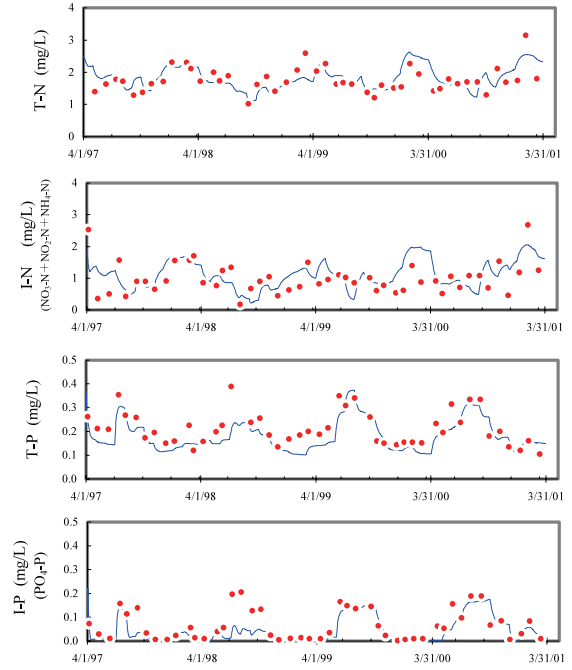 T-N (mg/L)
4
3
2
1
0
4/1/97 4/1/98 4/1/99 3/31/00 3/31/01
I-N (mg/L)
(NO3-N+NO2-N+NH4-N)
4
3
2
1
0
4/1/97 4/1/98 4/1/99 3/31/00 3/31/01
T-P (mg/L)
0.5
0.4
0.3
0.2
0.1
0.0
4/1/97 4/1/98 4/1/99 3/31/00 3/31/01
I-P (mg/L)
(PO4-P)
0.5
0.4
0.3
0.2
0.1
0.0
4/1/97 4/1/98 4/1/99 3/31/00 3/31/01